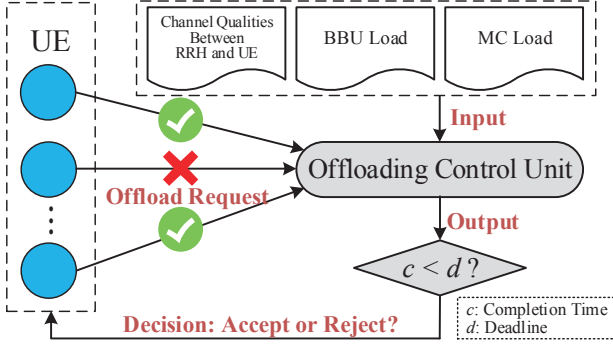 UE
Channel Qualities
Between
RRH and UE
BBU Load
MC Load
Input
Offloading Control Unit
Offload Request
Output
c < d ?
Decision: Accept or Reject?
c: Completion Time
d: Deadline